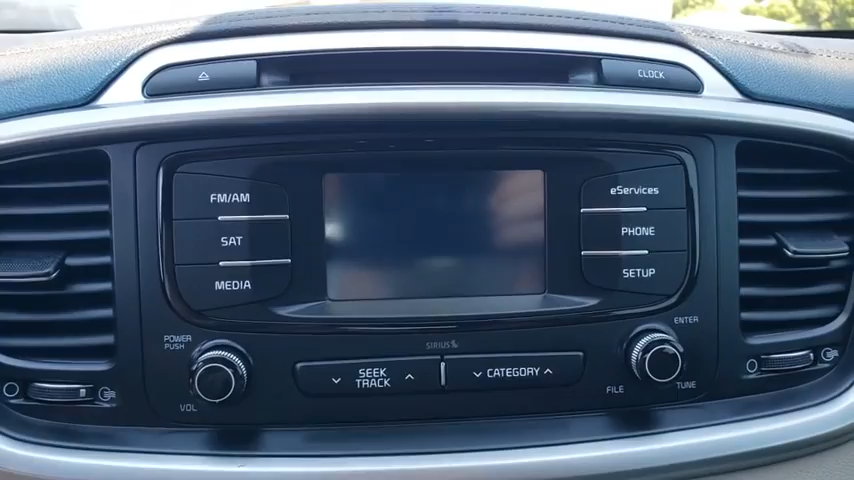 CLOCK
FM/AM
eServices
SAT
PHONE
MEDIA
SETUP
POWER
PUSH
VOL
SIRIUS
SEEK
TRACK
CATEGORY
ENTER
FILE
TUNE